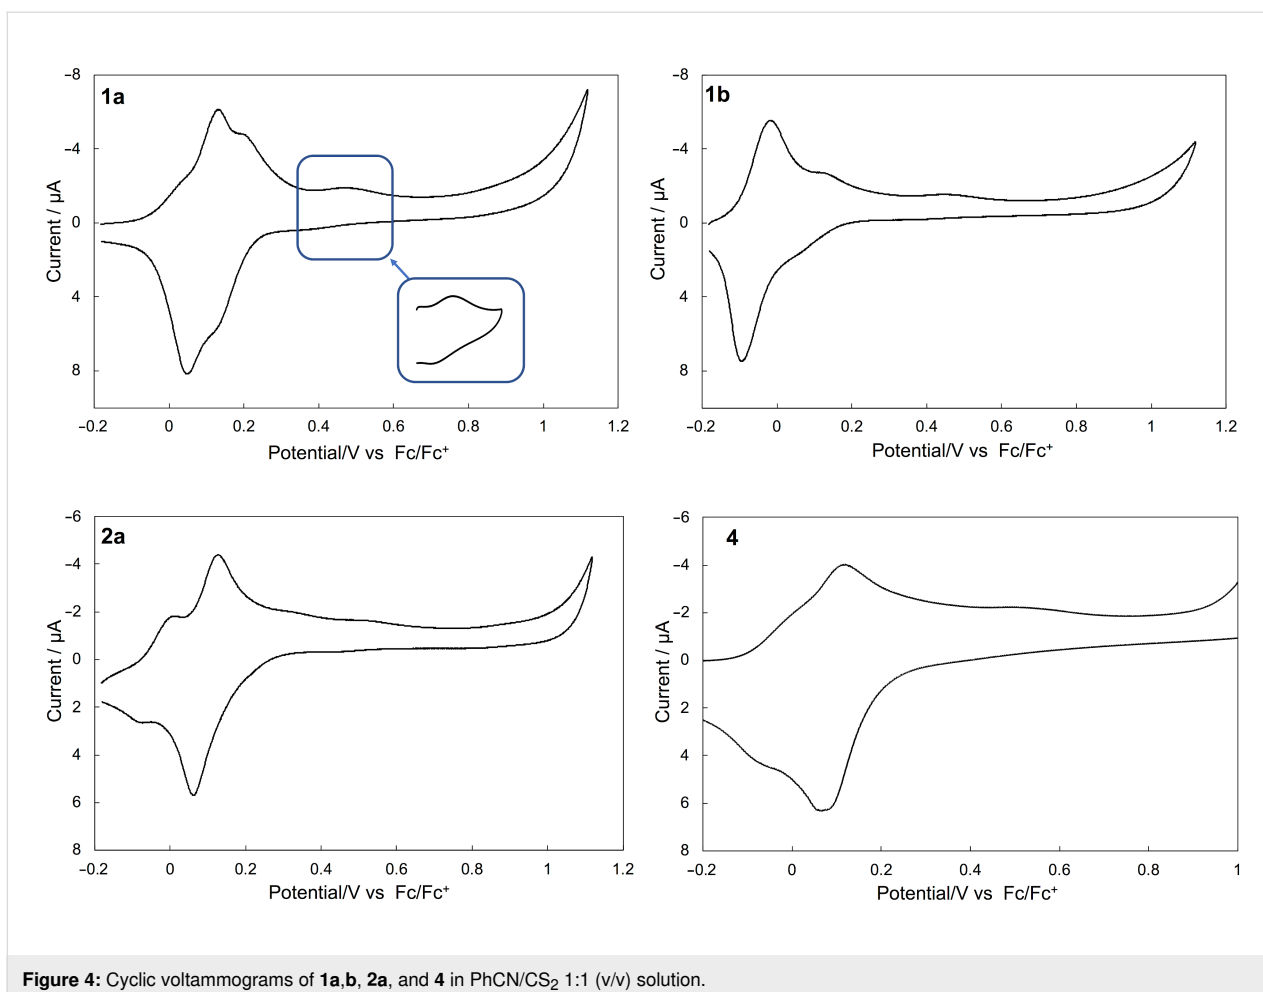 1a
−8
−4
0
4
8
Current / μA
−0.2 0 0.2 0.4 0.6 0.8 1 1.2
Potential/V vs Fc/Fc⁺
1b
−8
−4
0
4
8
Current / μA
−0.2 0 0.2 0.4 0.6 0.8 1 1.2
Potential/V vs Fc/Fc⁺
2a
−6
−4
−2
0
2
4
6
8
Current / μA
−0.2 0 0.2 0.4 0.6 0.8 1 1.2
Potential/V vs Fc/Fc⁺
4
−6
−4
−2
0
2
4
6
8
Current / μA
−0.2 0 0.2 0.4 0.6 0.8 1
Potential/V vs Fc/Fc⁺
Figure 4: Cyclic voltammograms of 1a,b, 2a, and 4 in PhCN/CS₂ 1:1 (v/v) solution.